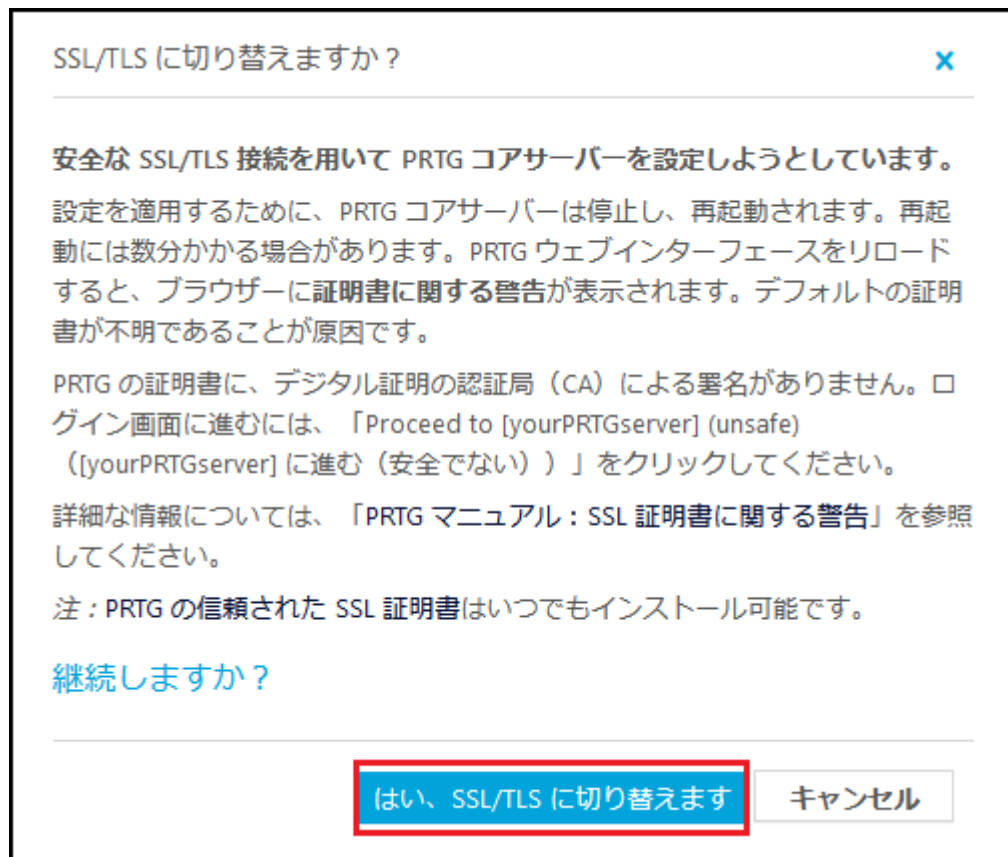 SSL/TLS に切り替えますか？
×
安全な SSL/TLS 接続を用いて PRTG コアサーバーを設定しようとしています。
設定を適用するために、PRTG コアサーバーは停止し、再起動されます。再起
動には数分かかる場合があります。PRTG ウェブインターフェースをリロード
すると、ブラウザーに証明書に関する警告が表示されます。デフォルトの証明
書が不明であることが原因です。
PRTG の証明書に、デジタル証明の認証局（CA）による署名がありません。ロ
グイン画面に進むには、「Proceed to [yourPRTGserver] (unsafe)
（[yourPRTGserver] に進む（安全でない））」をクリックしてください。
詳細な情報については、「PRTG マニュアル：SSL 証明書に関する警告」を参照
してください。
注：PRTG の信頼された SSL 証明書はいつでもインストール可能です。
継続しますか？
はい、SSL/TLS に切り替えます
キャンセル